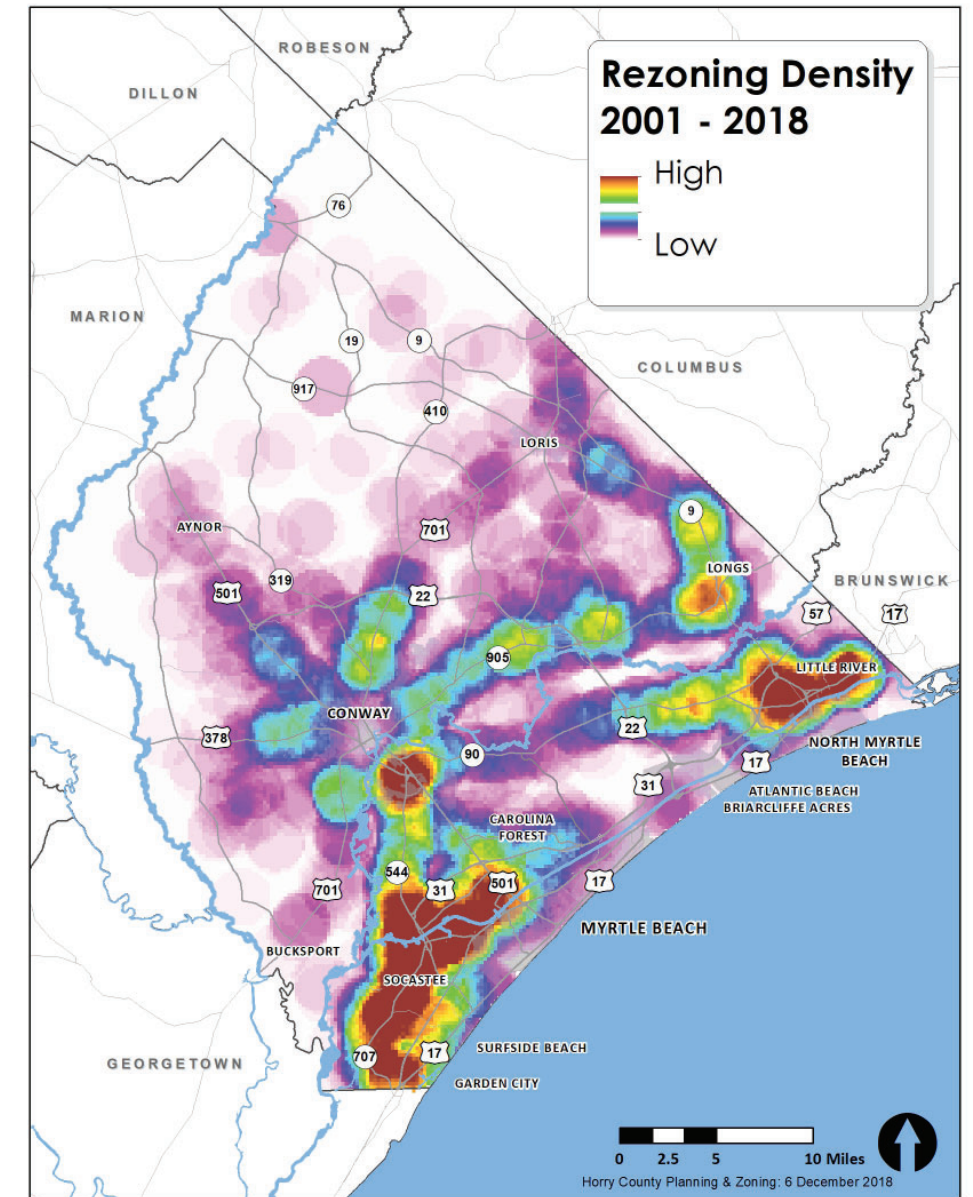 ROBESON
DILLON
Rezoning Density
2001 - 2018
High
Low
76
MARION
19
9
COLUMBUS
917
410
LORIS
9
AYNOR
701
LONGS
319
501
22
BRUNSWICK
57
17
905
LITTLE RIVER
CONWAY
378
22
90
NORTH MYRTLE
BEACH
17
31
ATLANTIC BEACH
BRIARCLIFFE ACRES
CAROLINA
FOREST
544
31
501
17
701
MYRTLE BEACH
BUCKSPORT
SOCASTEE
707
17
SURFSIDE BEACH
GEORGETOWN
GARDEN CITY
0 2.5 5 10 Miles
Horry County Planning & Zoning: 6 December 2018